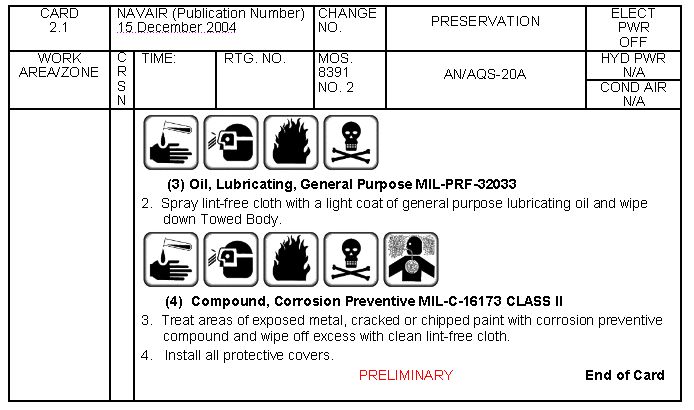 CARD
2.1
NAVAIR (Publication Number)
15 December 2004
CHANGE
NO.
PRESERVATION
ELECT
PWR
OFF
WORK
AREA/ZONE
C
R
S
N
TIME:
RTG. NO.
MOS.
8391
NO. 2
AN/AQS-20A
HYD PWR
N/A
COND AIR
N/A
(3) Oil, Lubricating, General Purpose MIL-PRF-32033
2. Spray lint-free cloth with a light coat of general purpose lubricating oil and wipe
down Towed Body.
(4) Compound, Corrosion Preventive MIL-C-16173 CLASS II
3. Treat areas of exposed metal, cracked or chipped paint with corrosion preventive
compound and wipe off excess with clean lint-free cloth.
4. Install all protective covers.
PRELIMINARY End of Card